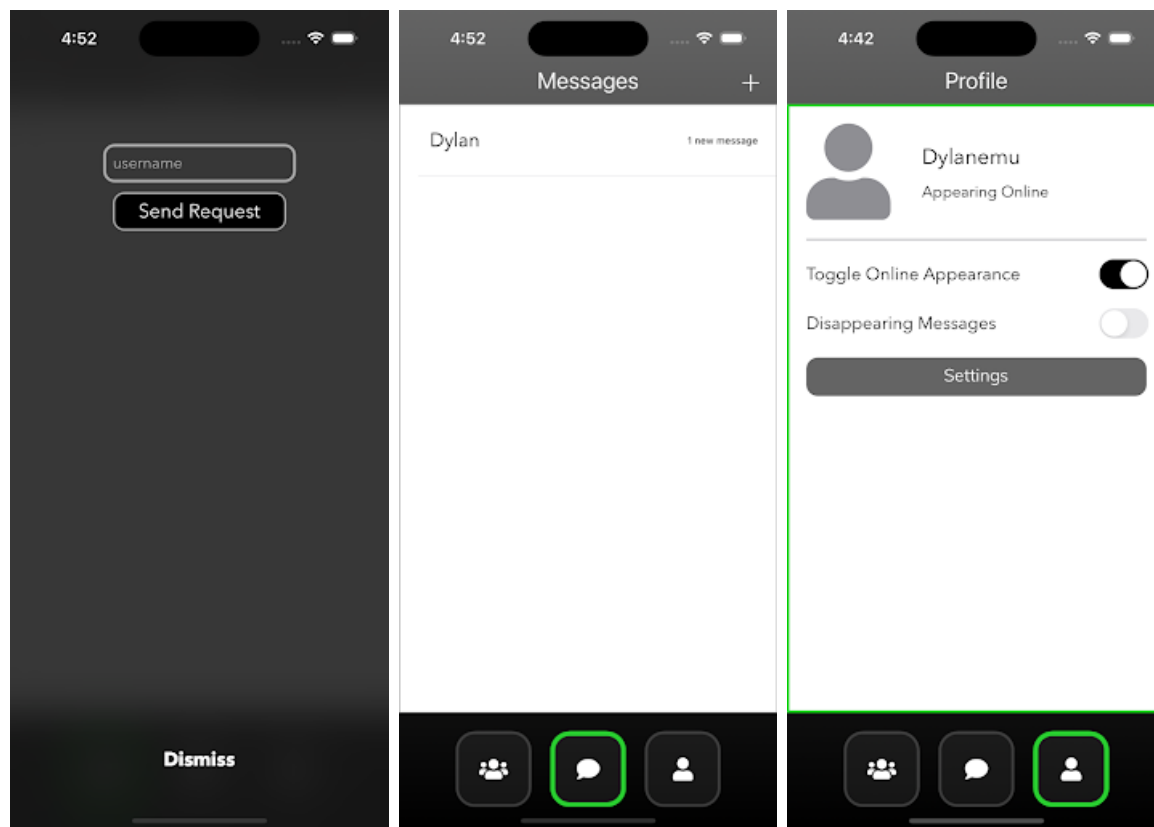 4:52
username
Send Request
Dismiss
4:52
Messages +
Dylan 1 new message
4:42
Profile
Dylanemu
Appearing Online
Toggle Online Appearance
Disappearing Messages
Settings